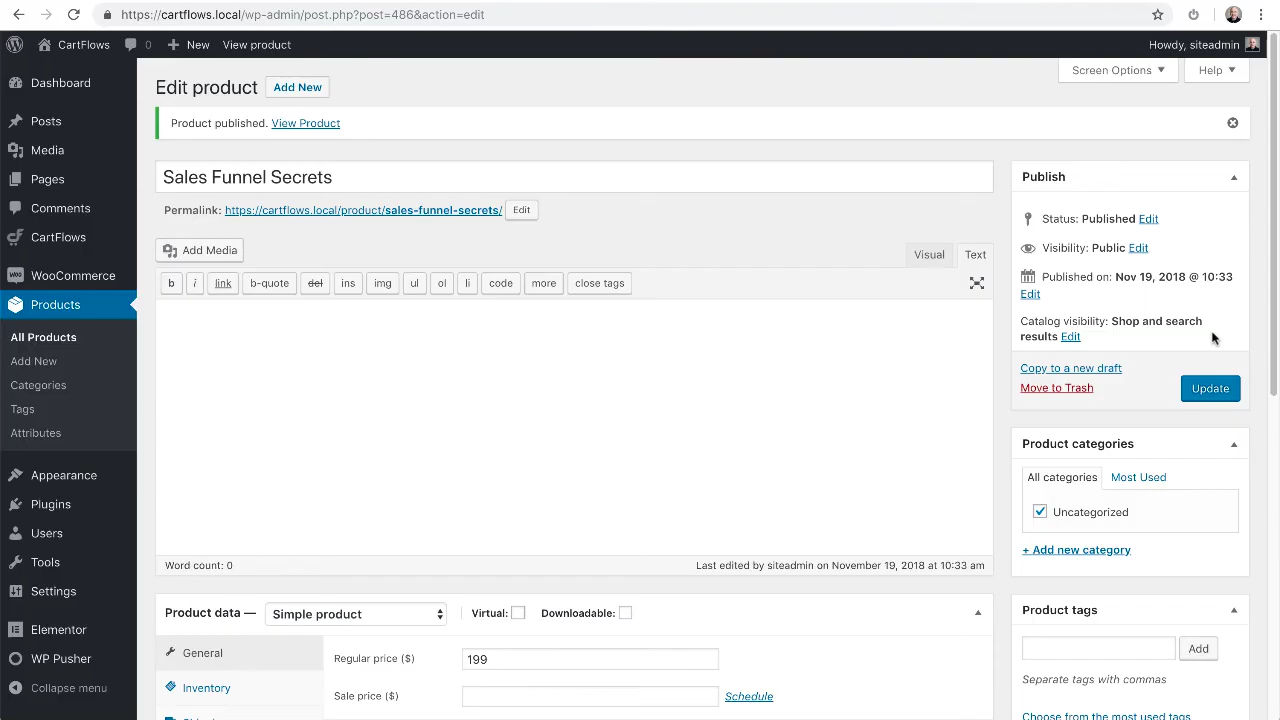 https://cartflows.local/wp-admin/post.php?post=486&action=edit
CartFlows 0 New View product Howdy, siteadmin
Screen Options Help
Dashboard
Posts
Media
Pages
Comments
CartFlows
WooCommerce
Products
All Products
Add New
Categories
Tags
Attributes
Appearance
Plugins
Users
Tools
Settings
Elementor
WP Pusher
Collapse menu
Edit product Add New
Product published. View Product
Sales Funnel Secrets
Permalink: https://cartflows.local/product/sales-funnel-secrets/ Edit
Add Media
Visual Text
b i link b-quote del ins img ul ol li code more close tags
Word count: 0 Last edited by siteadmin on November 19, 2018 at 10:33 am
Product data — Simple product Virtual: Downloadable:
General
Inventory
Regular price ($) 199
Sale price ($) Schedule
Publish
Status: Published Edit
Visibility: Public Edit
Published on: Nov 19, 2018 @ 10:33
Edit
Catalog visibility: Shop and search
results Edit
Copy to a new draft
Move to Trash
Update
Product categories
All categories Most Used
Uncategorized
+ Add new category
Product tags
Add
Separate tags with commas
Choose from the most used tags